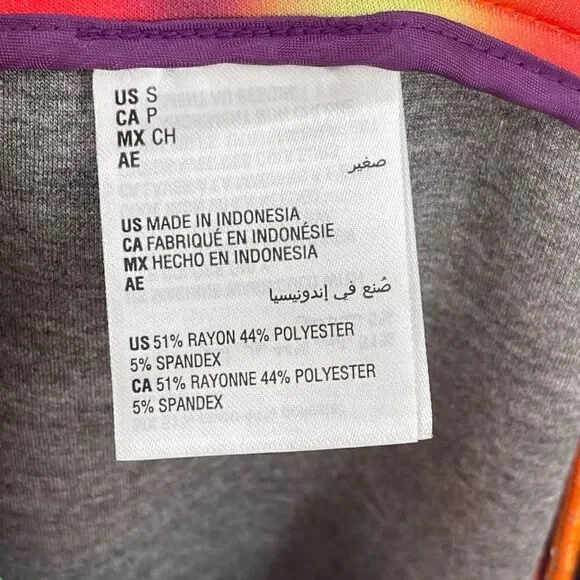 US S
CA P
MX CH
AE
صغير
US MADE IN INDONESIA
CA FABRIQUÉ EN INDONÉSIE
MX HECHO EN INDONESIA
AE
صُنع في إندونيسيا
US 51% RAYON 44% POLYESTER
5% SPANDEX
CA 51% RAYONNE 44% POLYESTER
5% SPANDEX